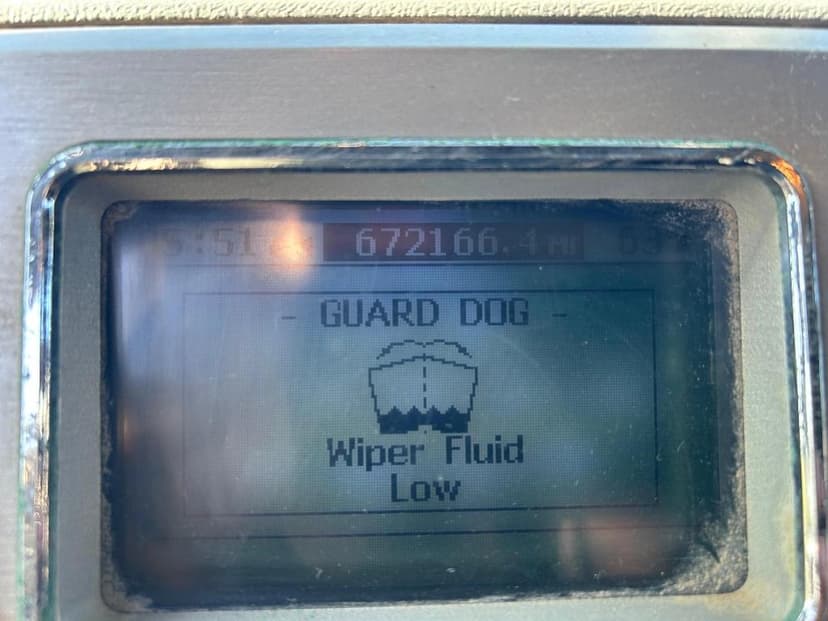 672166.4 MI
- GUARD DOG -
Wiper Fluid
Low